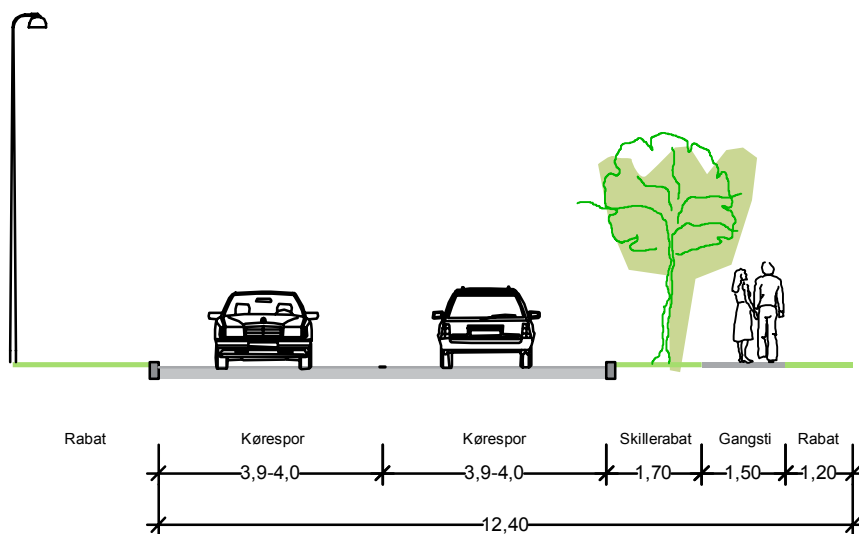 Rabat Kørespor Kørespor Skillerabat Gangsti Rabat
3,9-4,0 3,9-4,0 1,70 1,50 1,20
12,40